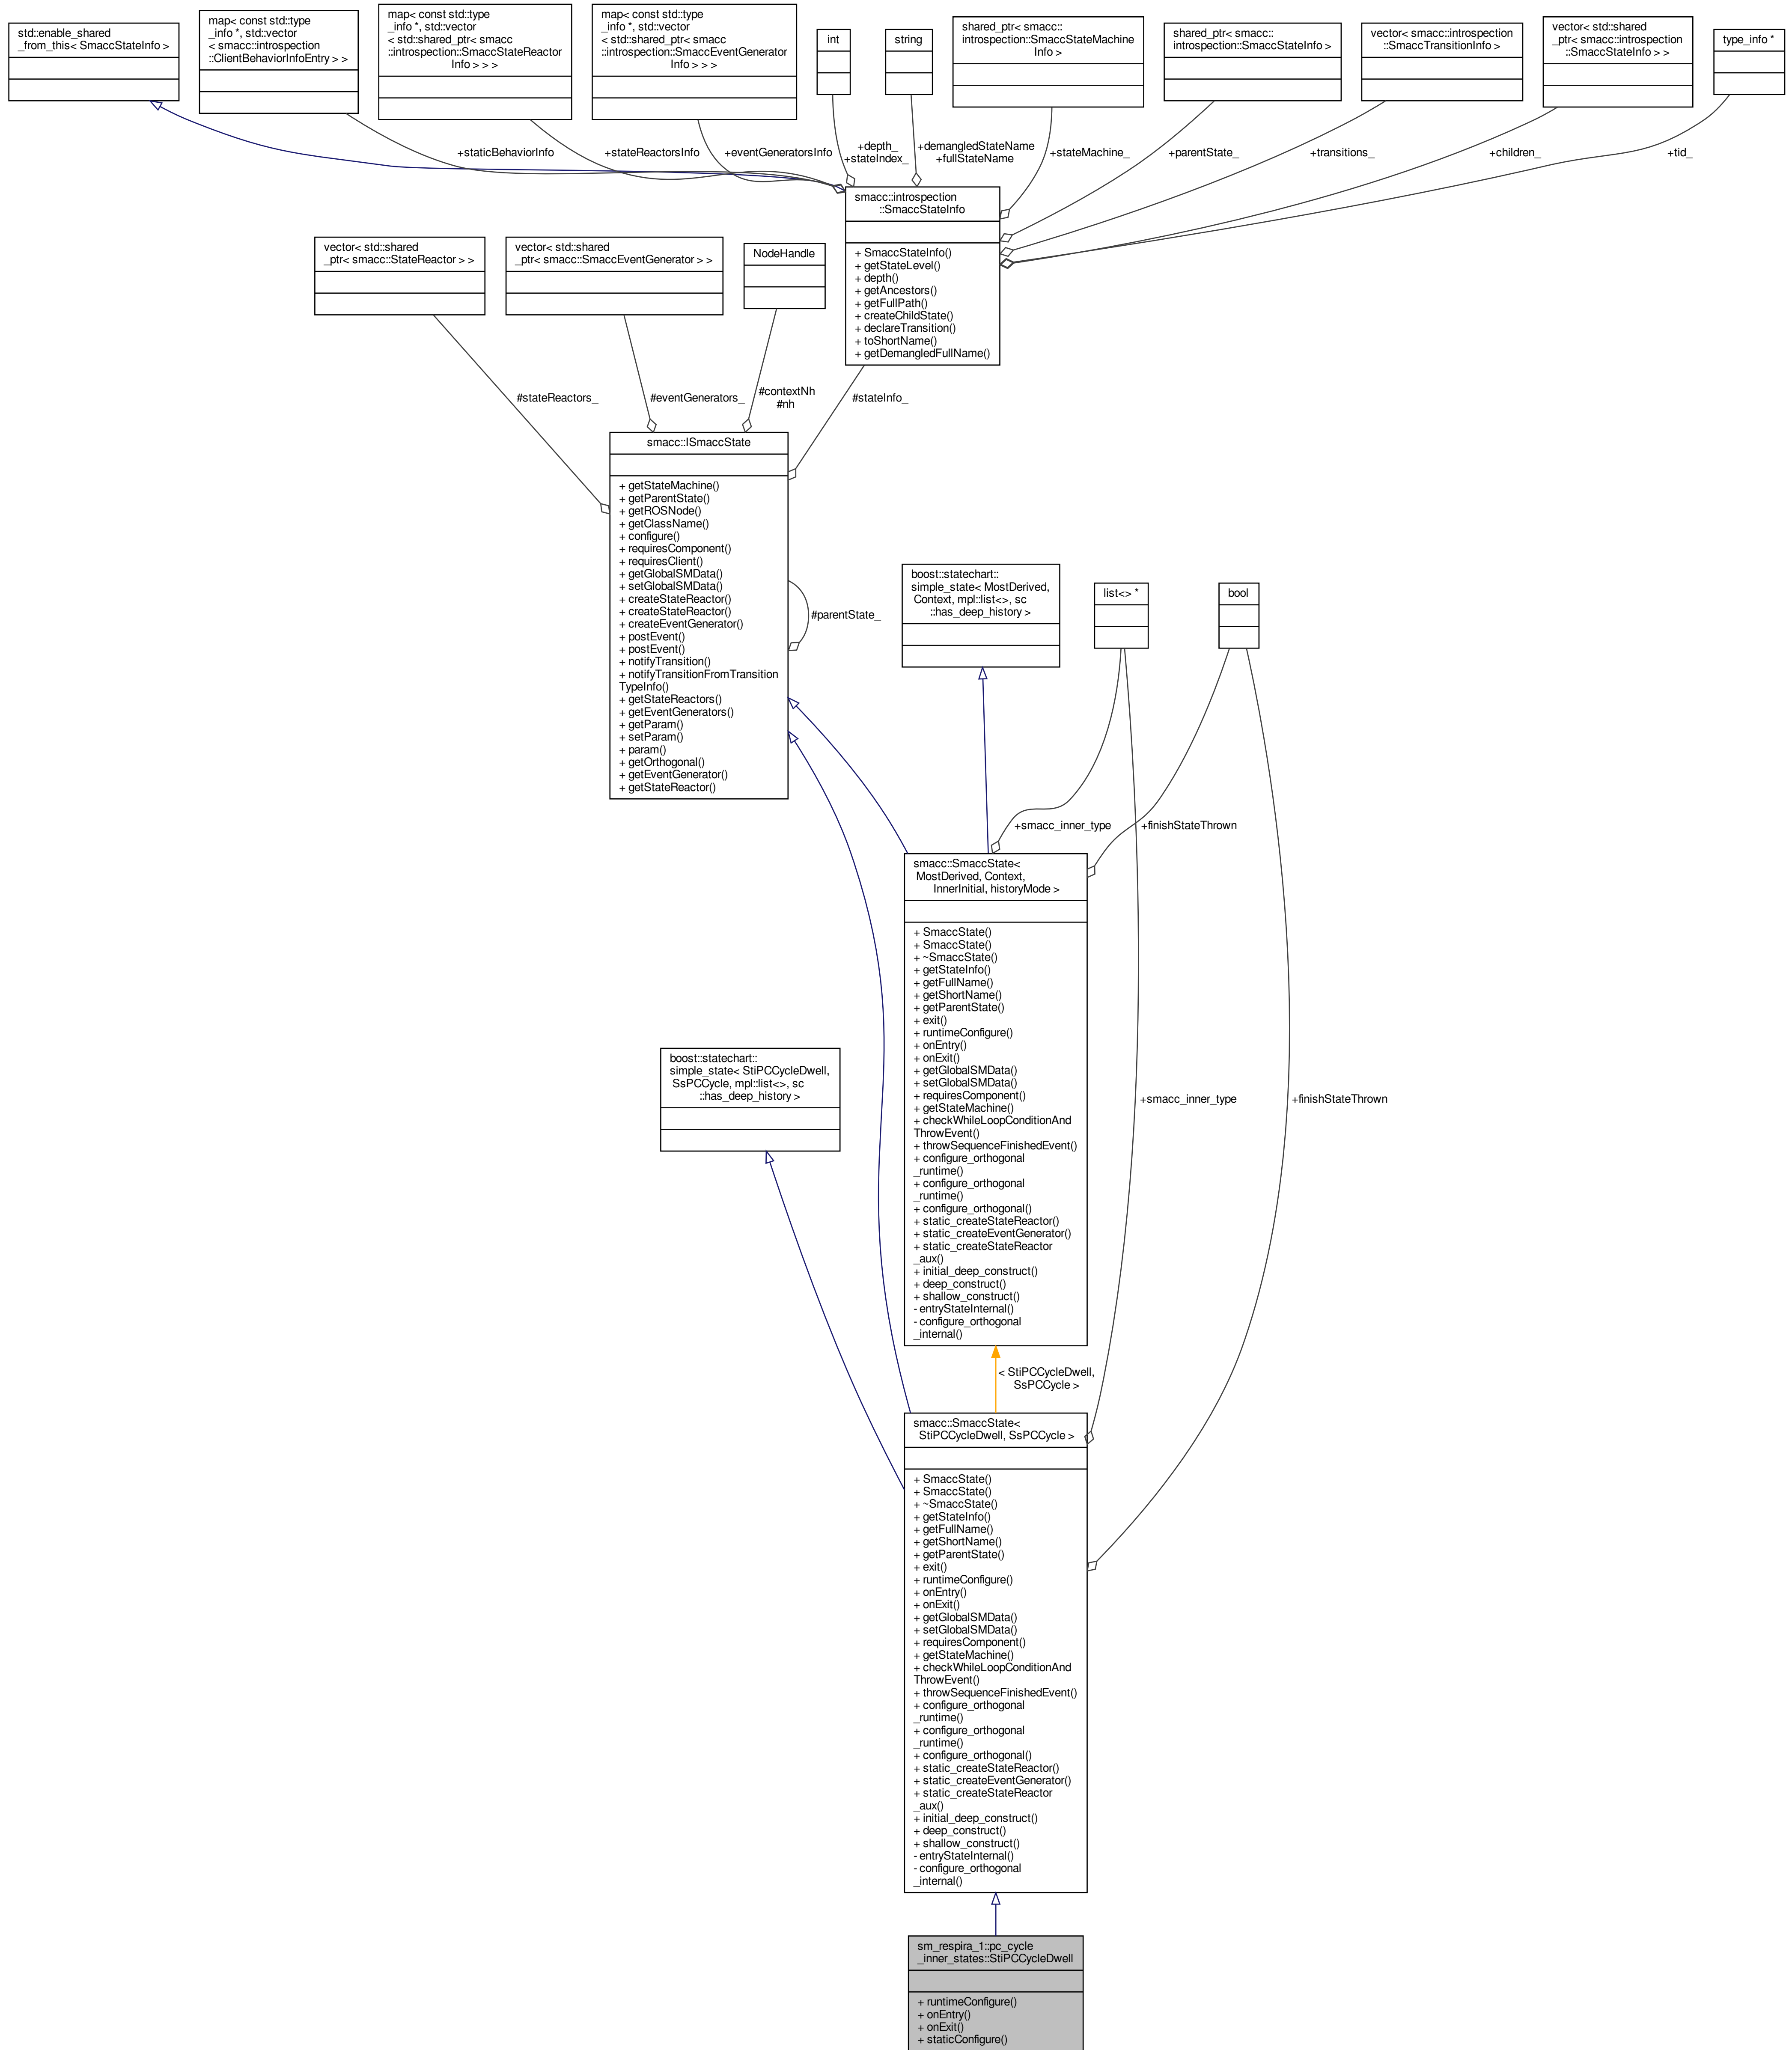 std::enable_shared
_from_this< SmaccStateInfo >
map< const std::type
_info *, std::vector
< smacc::introspection
::ClientBehaviorInfoEntry > >
map< const std::type
_info *, std::vector
< std::shared_ptr< smacc
::introspection::SmaccStateReactor
Info > > >
map< const std::type
_info *, std::vector
< std::shared_ptr< smacc
::introspection::SmaccEventGenerator
Info > > >
int
string
shared_ptr< smacc::
introspection::SmaccStateMachine
Info >
shared_ptr< smacc::
introspection::SmaccStateInfo >
vector< smacc::introspection
::SmaccTransitionInfo >
vector< std::shared
_ptr< smacc::introspection
::SmaccStateInfo > >
type_info *
+staticBehaviorInfo
+stateReactorsInfo
+eventGeneratorsInfo
+depth_
+stateIndex_
+demangledStateName
+fullStateName
+stateMachine_
+parentState_
+transitions_
+children_
+tid_
smacc::introspection
::SmaccStateInfo
+ SmaccStateInfo()
+ getStateLevel()
+ depth()
+ getAncestors()
+ getFullPath()
+ createChildState()
+ declareTransition()
+ toShortName()
+ getDemangledFullName()
vector< std::shared
_ptr< smacc::StateReactor > >
vector< std::shared
_ptr< smacc::SmaccEventGenerator > >
NodeHandle
#stateReactors_
#eventGenerators_
#contextNh
#nh
#stateInfo_
smacc::ISmaccState
+ getStateMachine()
+ getParentState()
+ getROSNode()
+ getClassName()
+ configure()
+ requiresComponent()
+ requiresClient()
+ getGlobalSMData()
+ setGlobalSMData()
+ createStateReactor()
+ createStateReactor()
+ createEventGenerator()
+ postEvent()
+ postEvent()
+ notifyTransition()
+ notifyTransitionFromTransition
TypeInfo()
+ getStateReactors()
+ getEventGenerators()
+ getParam()
+ setParam()
+ param()
+ getOrthogonal()
+ getEventGenerator()
+ getStateReactor()
#parentState_
boost::statechart::
simple_state< MostDerived,
Context, mpl::list<>, sc
::has_deep_history >
list<> *
bool
+smacc_inner_type
+finishStateThrown
smacc::SmaccState<
MostDerived, Context,
InnerInitial, historyMode >
+ SmaccState()
+ SmaccState()
+ ~SmaccState()
+ getStateInfo()
+ getFullName()
+ getShortName()
+ getParentState()
+ exit()
+ runtimeConfigure()
+ onEntry()
+ onExit()
+ getGlobalSMData()
+ setGlobalSMData()
+ requiresComponent()
+ getStateMachine()
+ checkWhileLoopConditionAnd
ThrowEvent()
+ throwSequenceFinishedEvent()
+ configure_orthogonal
_runtime()
+ configure_orthogonal
_runtime()
+ configure_orthogonal()
+ static_createStateReactor()
+ static_createEventGenerator()
+ static_createStateReactor
_aux()
+ initial_deep_construct()
+ deep_construct()
+ shallow_construct()
- entryStateInternal()
- configure_orthogonal
_internal()
boost::statechart::
simple_state< StiPCCycleDwell,
SsPCCycle, mpl::list<>, sc
::has_deep_history >
+smacc_inner_type
+finishStateThrown
< StiPCCycleDwell,
SsPCCycle >
smacc::SmaccState<
StiPCCycleDwell, SsPCCycle >
+ SmaccState()
+ SmaccState()
+ ~SmaccState()
+ getStateInfo()
+ getFullName()
+ getShortName()
+ getParentState()
+ exit()
+ runtimeConfigure()
+ onEntry()
+ onExit()
+ getGlobalSMData()
+ setGlobalSMData()
+ requiresComponent()
+ getStateMachine()
+ checkWhileLoopConditionAnd
ThrowEvent()
+ throwSequenceFinishedEvent()
+ configure_orthogonal
_runtime()
+ configure_orthogonal
_runtime()
+ configure_orthogonal()
+ static_createStateReactor()
+ static_createEventGenerator()
+ static_createStateReactor
_aux()
+ initial_deep_construct()
+ deep_construct()
+ shallow_construct()
- entryStateInternal()
- configure_orthogonal
_internal()
sm_respira_1::pc_cycle
_inner_states::StiPCCycleDwell
+ runtimeConfigure()
+ onEntry()
+ onExit()
+ staticConfigure()